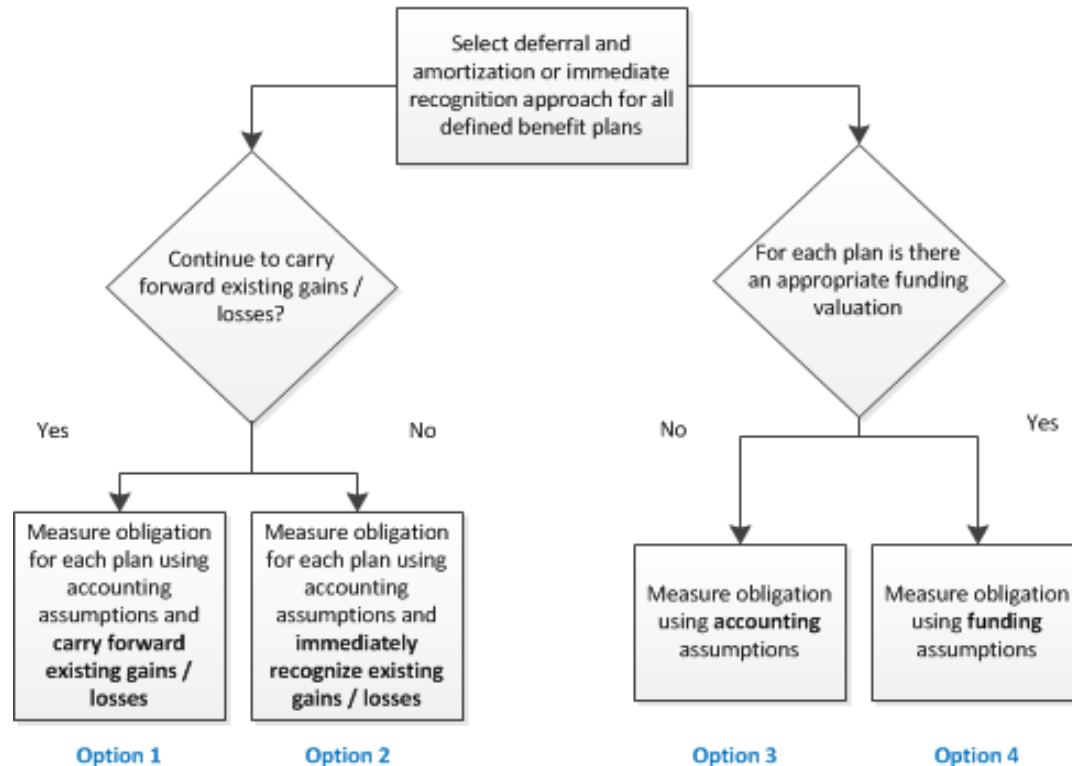 Select deferral and
amortization or immediate
recognition approach for all
defined benefit plans
Continue to carry
forward existing gains /
losses?
For each plan is there
an appropriate funding
valuation
Yes
No
No
Yes
Measure obligation
for each plan using
accounting
assumptions and
carry forward
existing gains /
losses
Measure obligation
for each plan using
accounting
assumptions and
immediately
recognize existing
gains / losses
Measure obligation
using accounting
assumptions
Measure obligation
using funding
assumptions
Option 1
Option 2
Option 3
Option 4